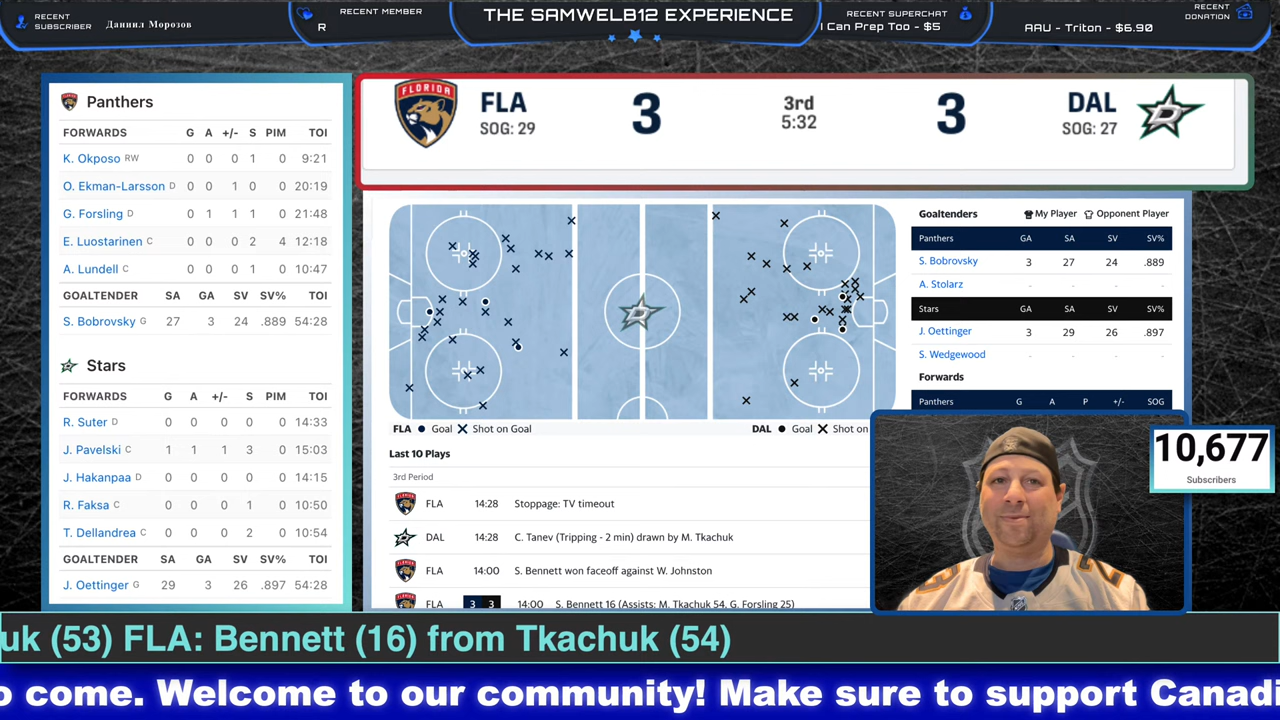 RECENT SUBSCRIBER
Даниил Морозов
RECENT MEMBER
R
THE SAMWELB12 EXPERIENCE
RECENT SUPERCHAT
I Can Prep Too - $5
RECENT DONATION
AAU - Triton - $6.90
Panthers
FORWARDS G A +/- S PIM TOI
K. Okposo RW 0 0 0 1 0 9:21
O. Ekman-Larsson D 0 0 1 0 0 20:19
G. Forsling D 0 1 1 1 0 21:48
E. Luostarinen C 0 0 0 2 4 12:18
A. Lundell C 0 0 0 1 0 10:47
GOALTENDER SA GA SV SV% TOI
S. Bobrovsky G 27 3 24 .889 54:28
Stars
FORWARDS G A +/- S PIM TOI
R. Suter D 0 0 0 0 0 14:33
J. Pavelski C 1 1 1 3 0 15:03
J. Hakanpaa D 0 0 0 0 0 14:15
R. Faksa C 0 0 0 1 0 10:50
T. Dellandrea C 0 0 0 2 0 10:54
GOALTENDER SA GA SV SV% TOI
J. Oettinger G 29 3 26 .897 54:28
FLORIDA
FLA
SOG: 29
3
3rd
5:32
3
DAL
SOG: 27
FLA Goal Shot on Goal
DAL Goal Shot on
Last 10 Plays
3rd Period
FLA 14:28 Stoppage: TV timeout
DAL 14:28 C. Tanev (Tripping - 2 min) drawn by M. Tkachuk
FLA 14:00 S. Bennett won faceoff against W. Johnston
FLA 3 3 14:00 S. Bennett 16 (Assists: M. Tkachuk 54, G. Forsling 25)
Goaltenders My Player Opponent Player
Panthers GA SA SV SV%
S. Bobrovsky 3 27 24 .889
A. Stolarz - - - -
Stars GA SA SV SV%
J. Oettinger 3 29 26 .897
S. Wedgewood - - - -
Forwards
Panthers G A P +/- SOG
10,677
Subscribers
uk (53) FLA: Bennett (16) from Tkachuk (54)
o come. Welcome to our community! Make sure to support Canadi